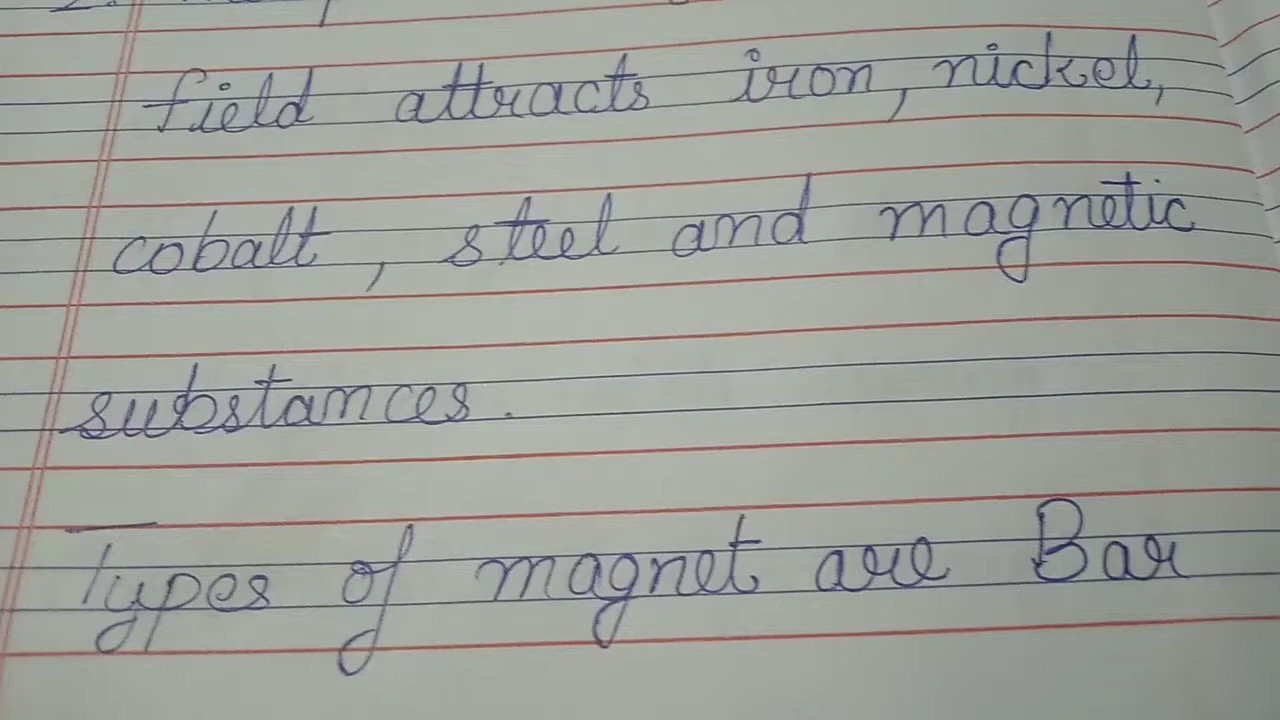 field attracts iron, nickel,
cobalt, steel and magnetic
substances.
Types of magnet are Bar